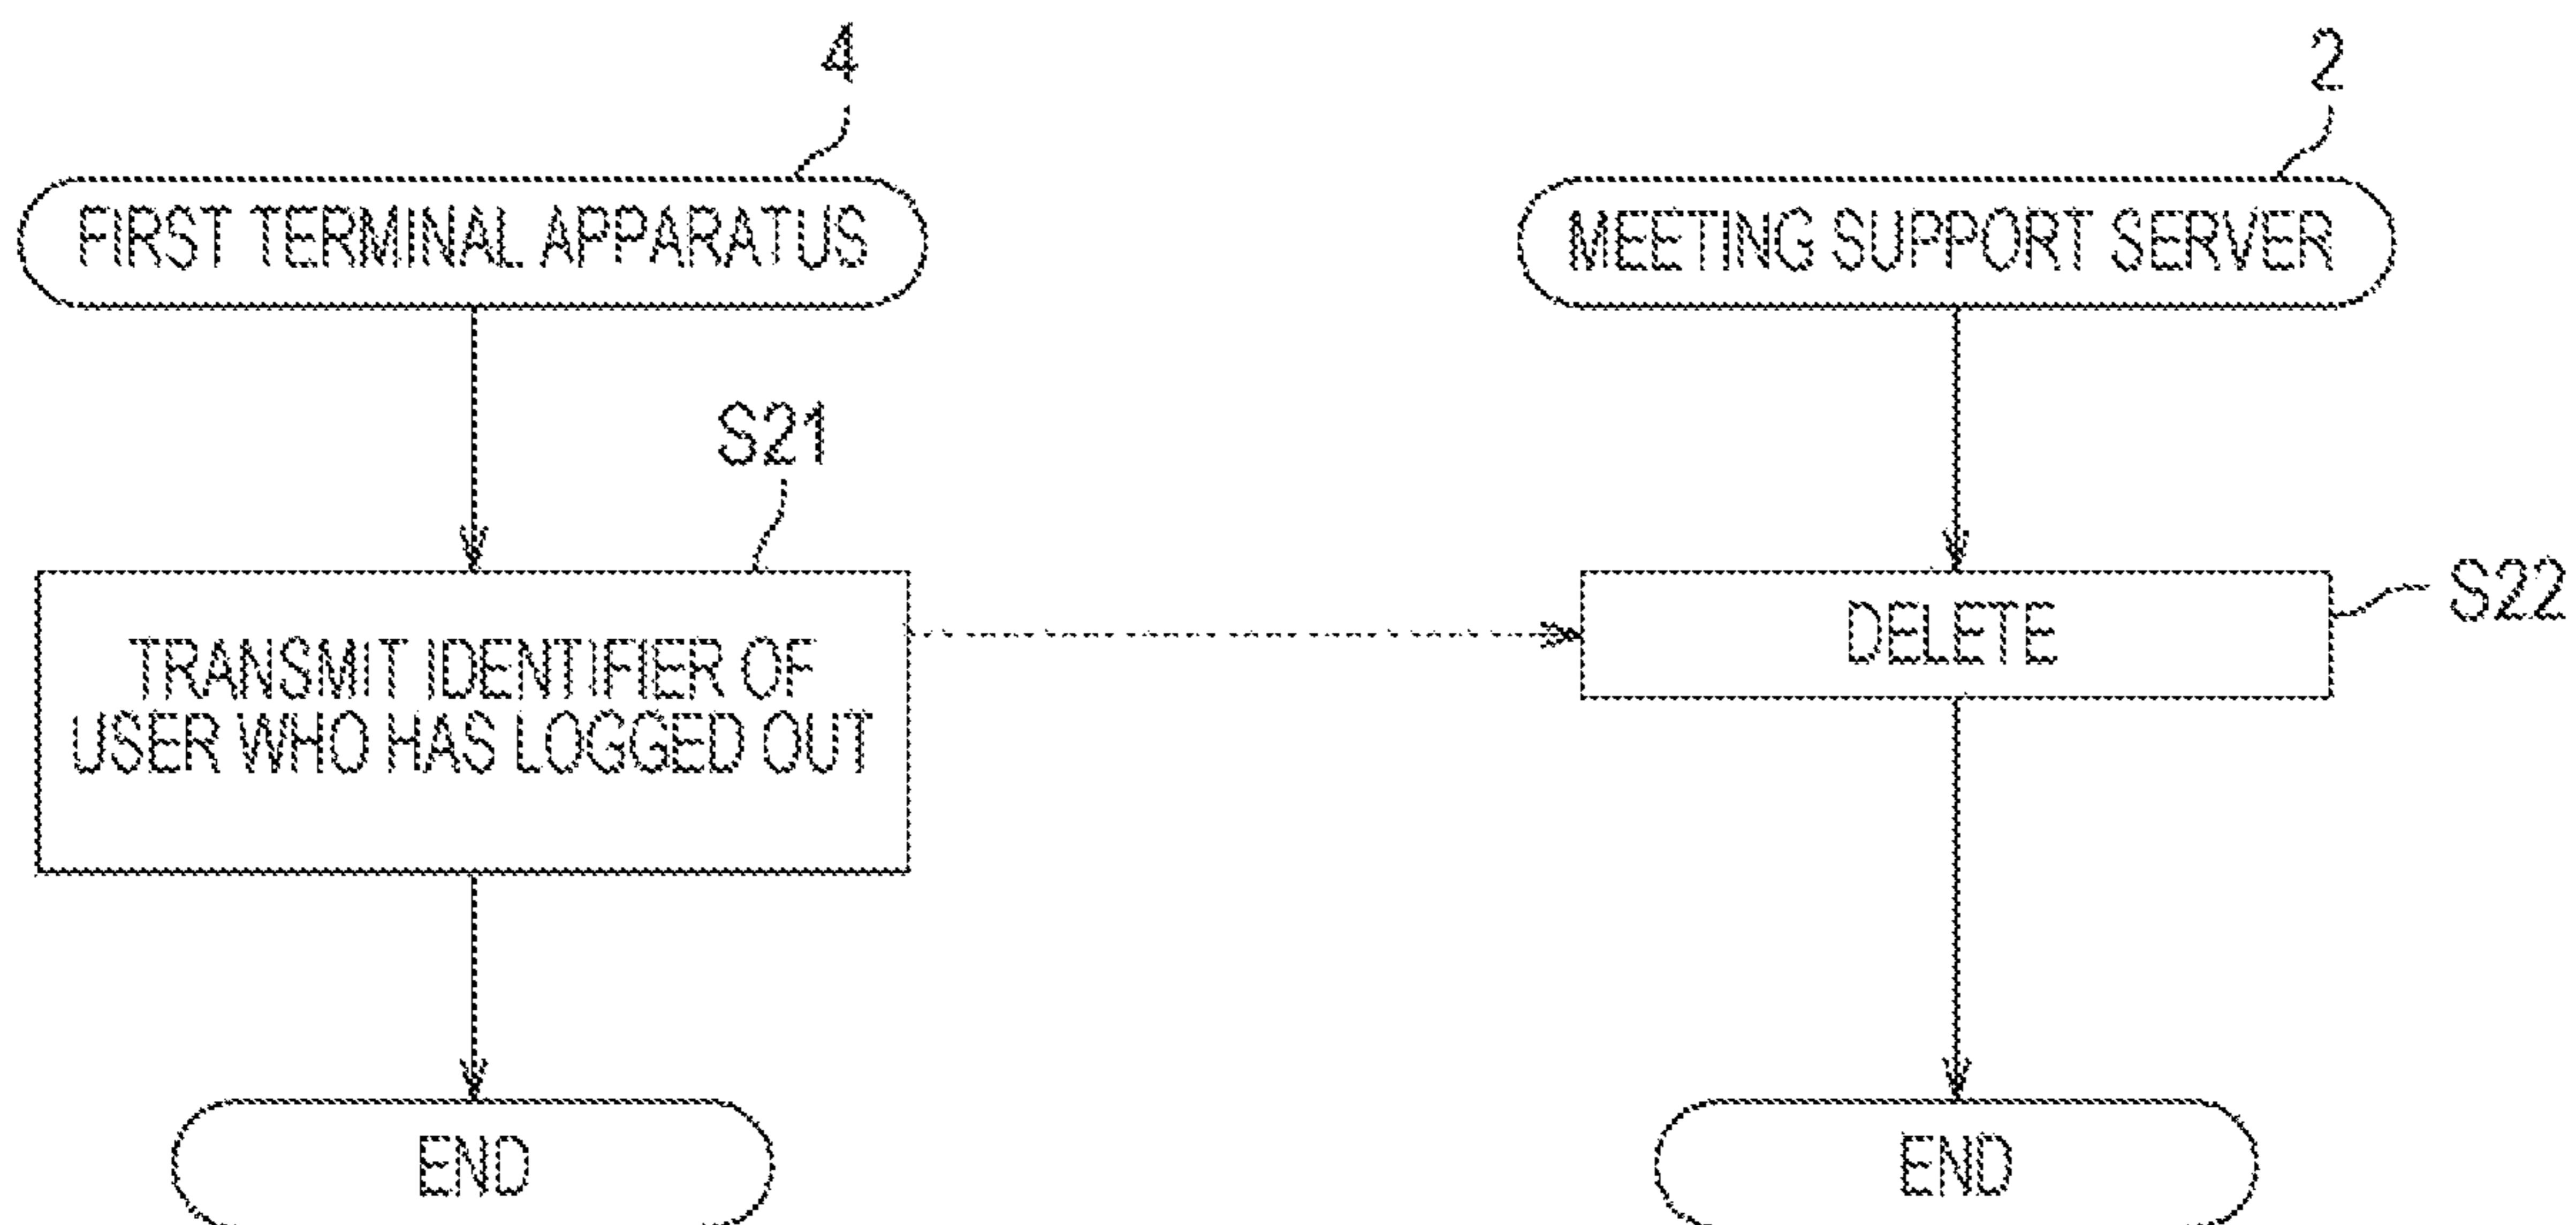 4
2
FIRST TERMINAL APPARATUS
MEETING SUPPORT SERVER
S21
TRANSMIT IDENTIFIER OF
USER WHO HAS LOGGED OUT
DELETE
S22
END
END